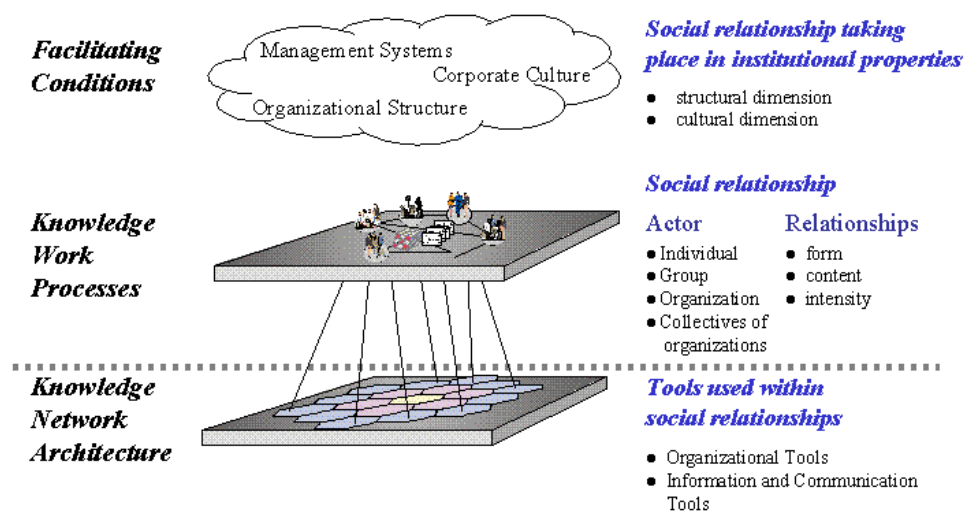 Facilitating
Conditions
Management Systems
Corporate Culture
Organizational Structure
Social relationship taking
place in institutional properties
● structural dimension
● cultural dimension
Knowledge
Work
Processes
Social relationship
Actor
● Individual
● Group
● Organization
● Collectives of
organizations
Relationships
● form
● content
● intensity
Knowledge
Network
Architecture
Tools used within
social relationships
● Organizational Tools
● Information and Communication
Tools